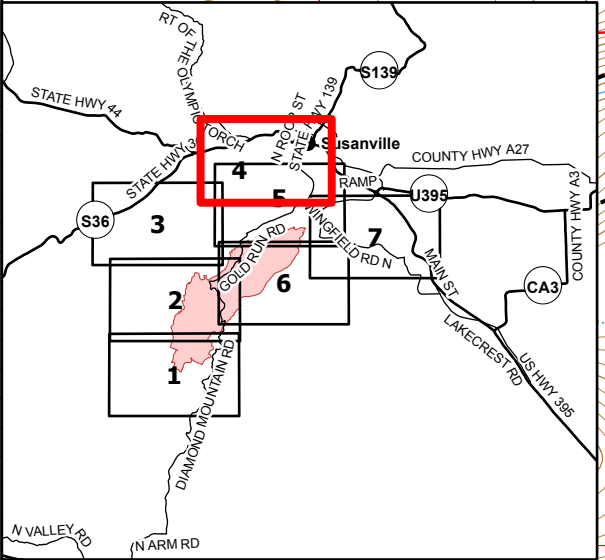 RT OF THE OLYMPIC TORCH
S139
STATE HWY 44
N ROOP ST
STATE HWY 139
Susanville
STATE HWY 3
4
COUNTY HWY A27
RAMP
U395
5
S36
3
WINGFIELD RD N
7
COUNTY HWY A3
GOLD RUN RD
MAIN ST
6
CA3
2
LAKECREST RD
US HWY 395
1
DIAMOND MOUNTAIN RD
N VALLEY RD
N ARM RD